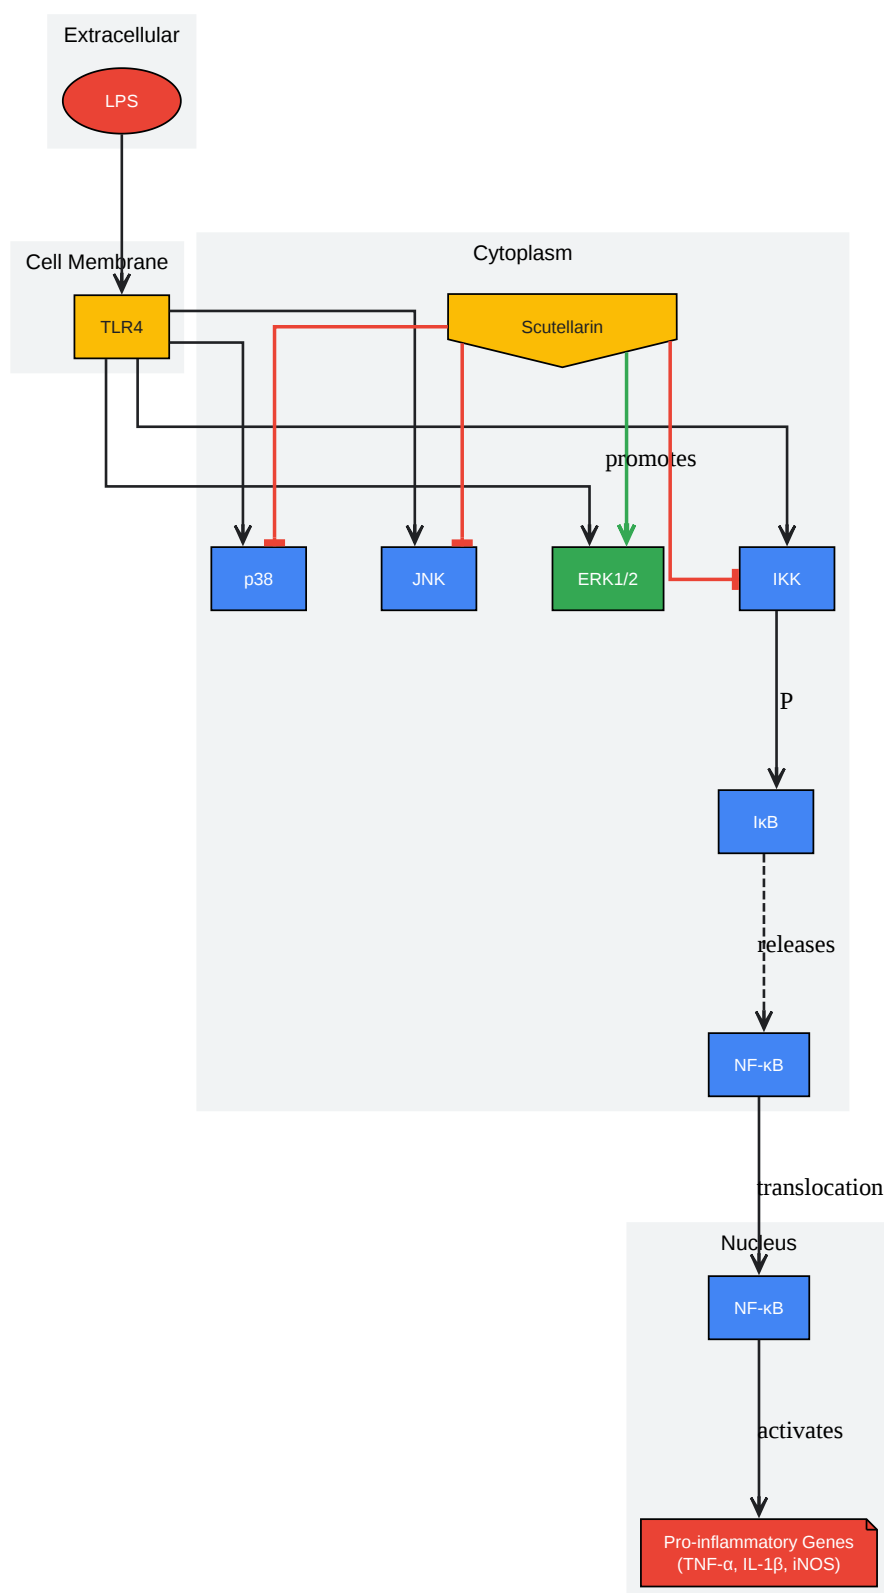 Extracellular
LPS
Cell Membrane
TLR4
Cytoplasm
Scutellarin
promotes
p38
JNK
ERK1/2
IKK
P
IκB
releases
NF-κB
translocation
Nucleus
NF-κB
activates
Pro-inflammatory Genes
(TNF-α, IL-1β, iNOS)